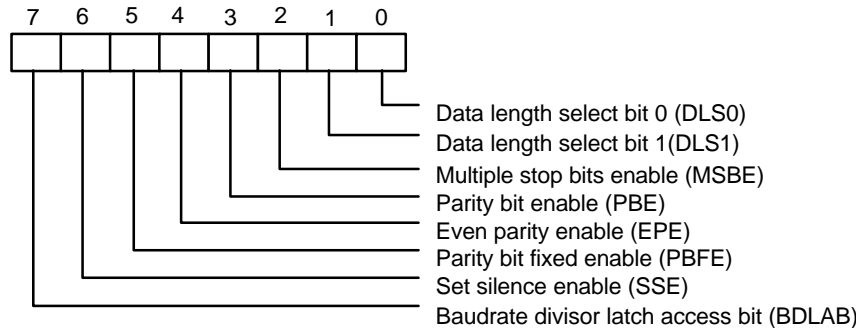 7 6 5 4 3 2 1 0
Data length select bit 0 (DLS0)
Data length select bit 1(DLS1)
Multiple stop bits enable (MSBE)
Parity bit enable (PBE)
Even parity enable (EPE)
Parity bit fixed enable (PBFE)
Set silence enable (SSE)
Baudrate divisor latch access bit (BDLAB)